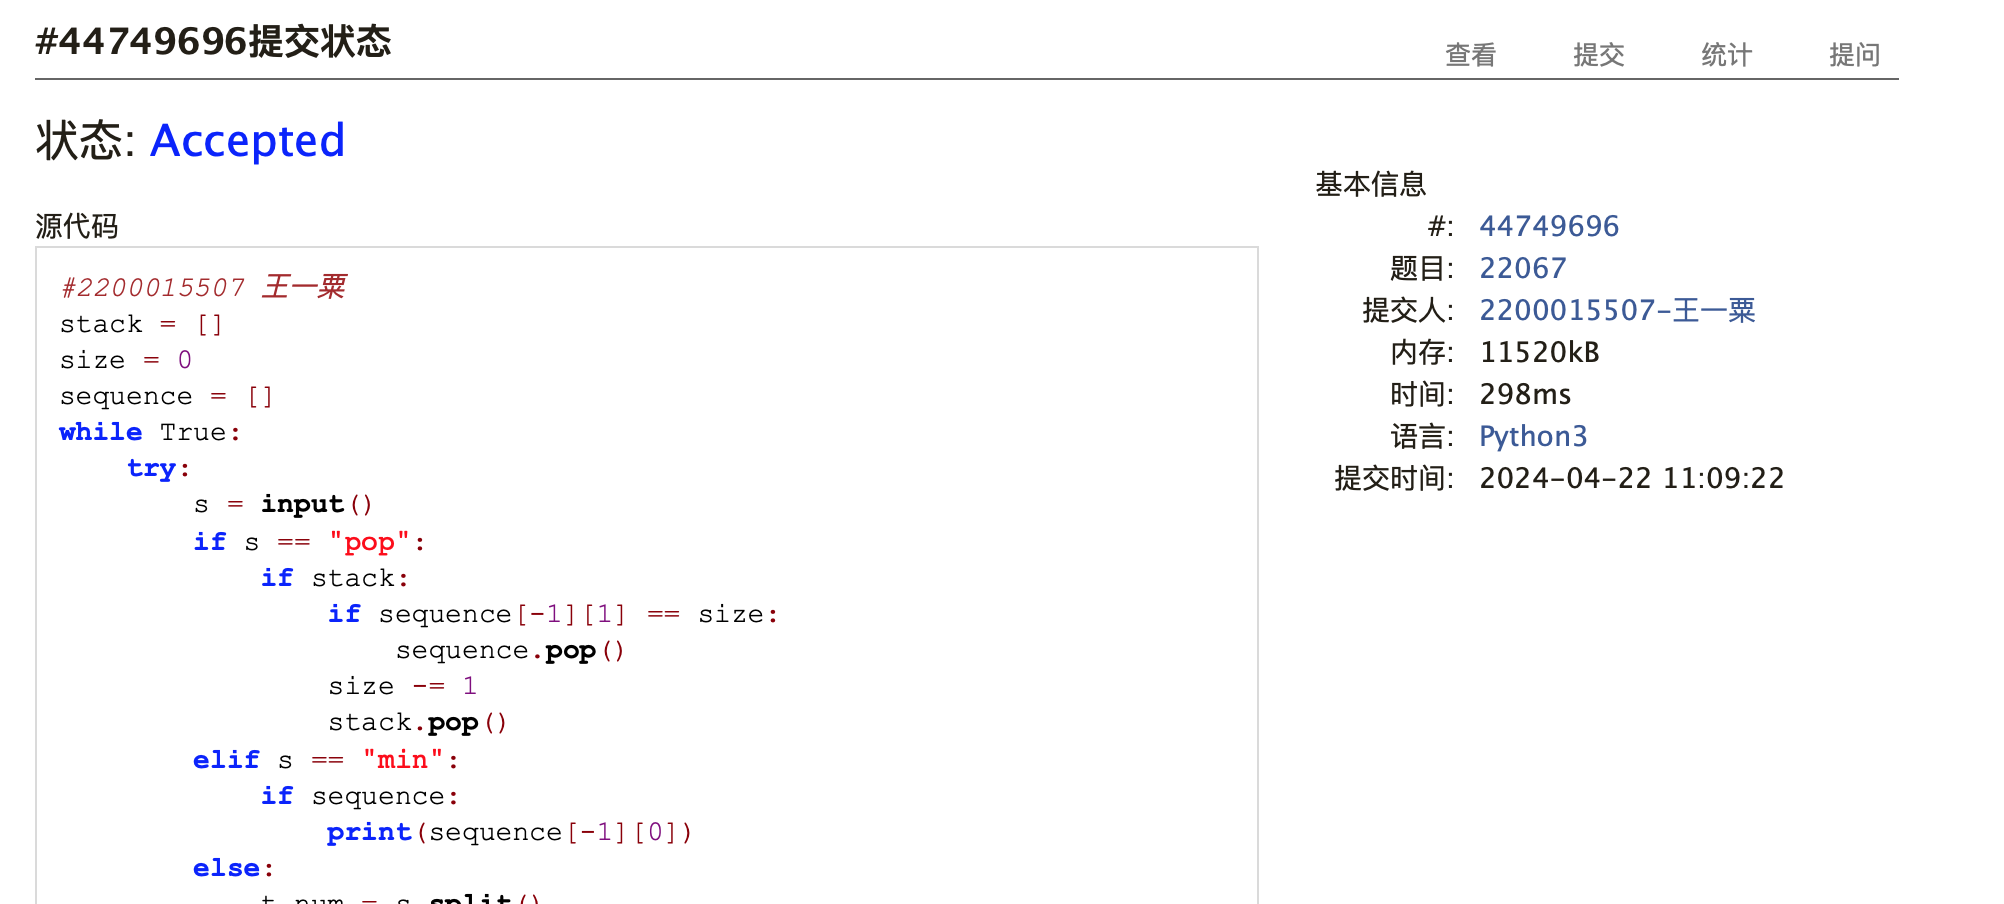 #44749696提交状态
查看 提交 统计 提问
状态: Accepted
基本信息
#: 44749696
题目: 22067
提交人: 2200015507-王一粟
内存: 11520kB
时间: 298ms
语言: Python3
提交时间: 2024-04-22 11:09:22
源代码
#2200015507 王一粟
stack = []
size = 0
sequence = []
while True:
    try:
        s = input()
        if s == "pop":
            if stack:
                if sequence[-1][1] == size:
                    sequence.pop()
                size -= 1
                stack.pop()
        elif s == "min":
            if sequence:
                print(sequence[-1][0])
        else:
            t,num = s.split()